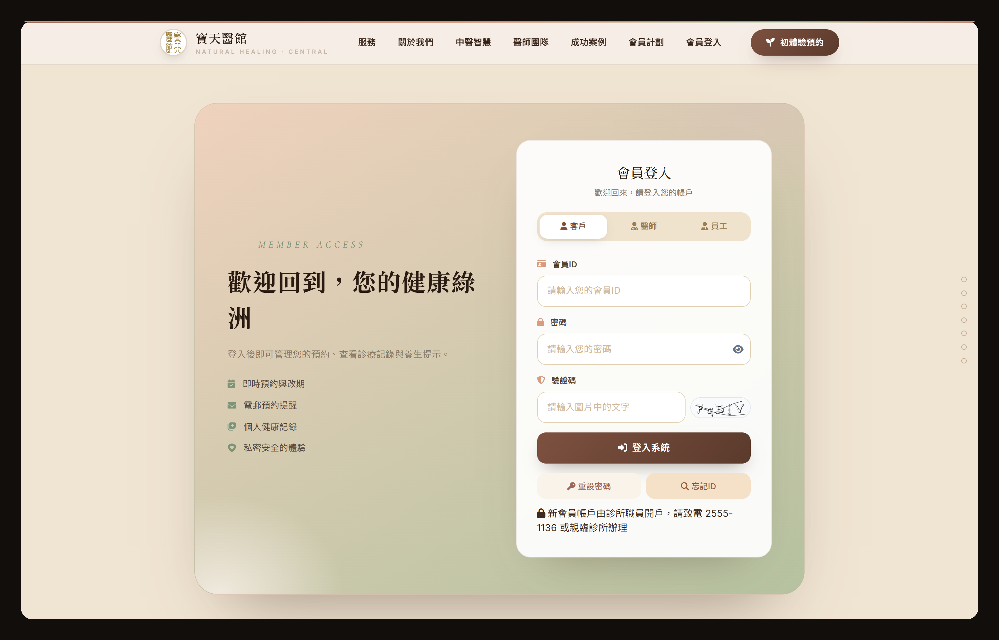 寶天醫館
寶天醫館
NATURAL HEALING · CENTRAL
服務
關於我們
中醫智慧
醫師團隊
成功案例
會員計劃
會員登入
初體驗預約
MEMBER ACCESS
歡迎回到，您的健康綠
洲
登入後即可管理您的預約、查看診療記錄與養生提示。
即時預約與改期
電郵預約提醒
個人健康記錄
私密安全的體驗
會員登入
歡迎回來，請登入您的帳戶
客戶
醫師
員工
會員ID
請輸入您的會員ID
密碼
請輸入您的密碼
驗證碼
請輸入圖片中的文字
FqDiV
登入系統
重設密碼
忘記ID
新會員帳戶由診所職員開戶，請致電 2555-
1136 或親臨診所辦理